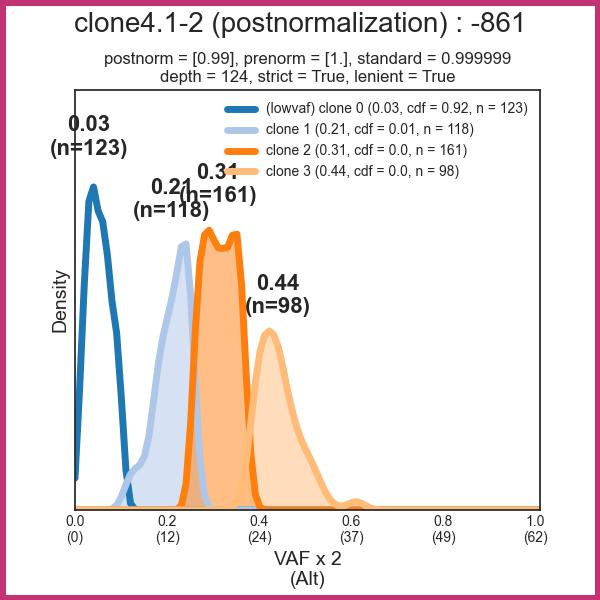 clone4.1-2 (postnormalization) : -861
postnorm = [0.99], prenorm = [1.], standard = 0.999999
depth = 124, strict = True, lenient = True
(lowvaf) clone 0 (0.03, cdf = 0.92, n = 123)
clone 1 (0.21, cdf = 0.01, n = 118)
clone 2 (0.31, cdf = 0.0, n = 161)
clone 3 (0.44, cdf = 0.0, n = 98)
0.03
(n=123)
0.21
(n=118)
0.31
(n=161)
0.44
(n=98)
Density
0.0 0.2 0.4 0.6 0.8 1.0
(0) (12) (24) (37) (49) (62)
VAF x 2
(Alt)